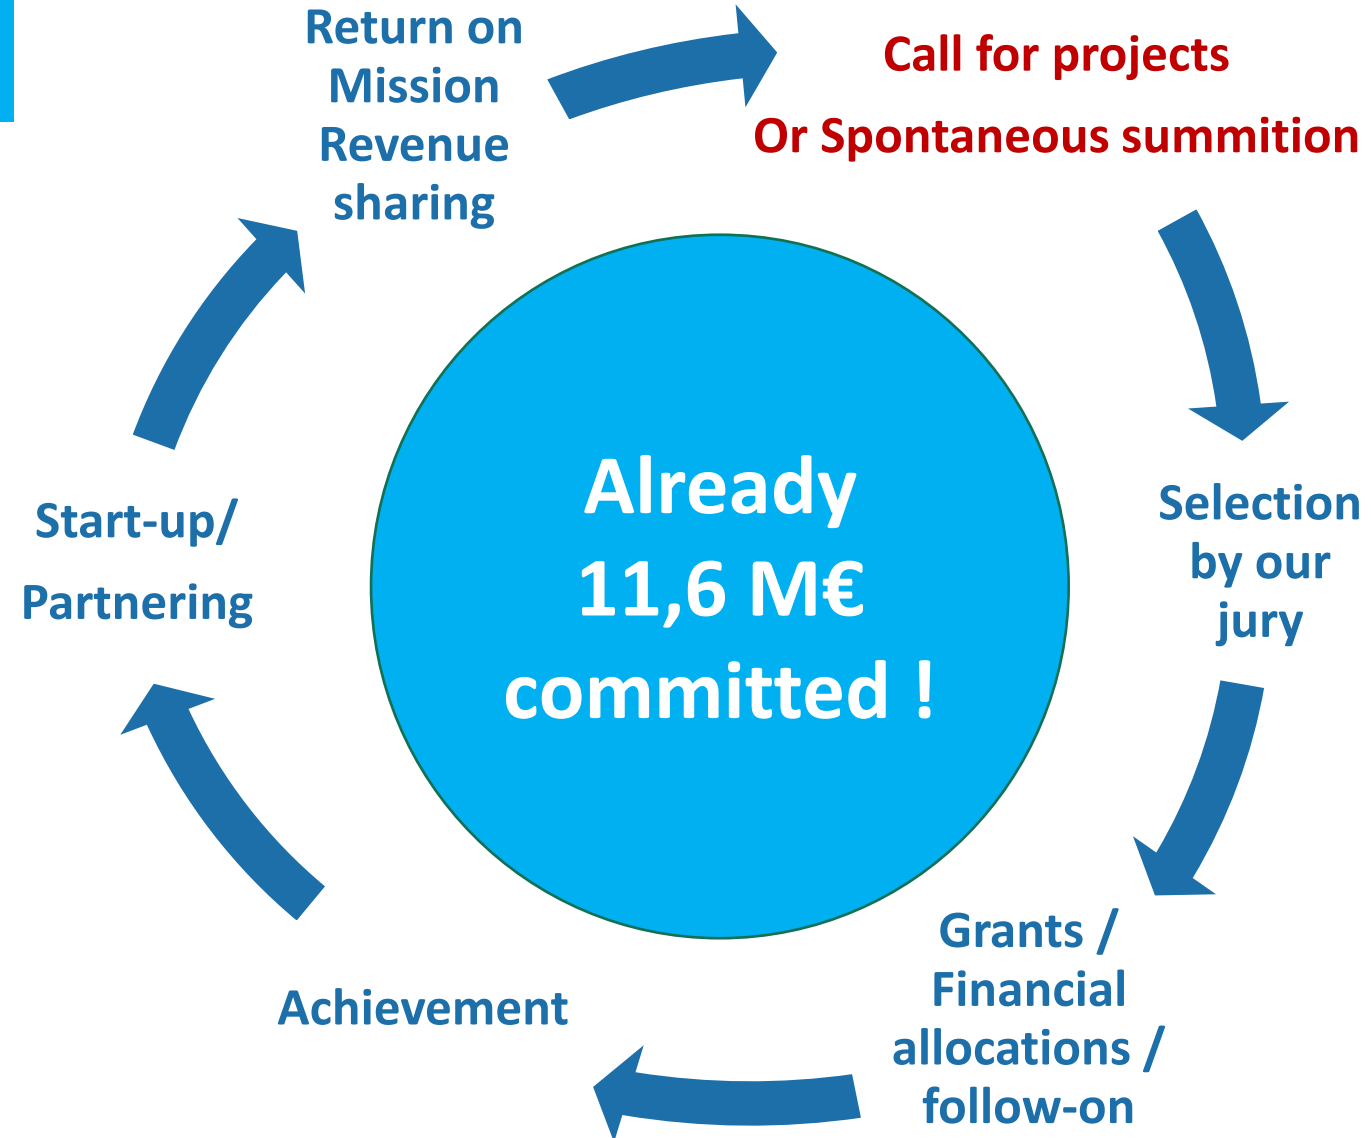 Return on
Mission
Revenue
sharing
Call for projects
Or Spontaneous summition
Selection
by our
jury
Grants /
Financial
allocations /
follow-on
Achievement
Start-up/
Partnering
Already
11,6 M€
committed !